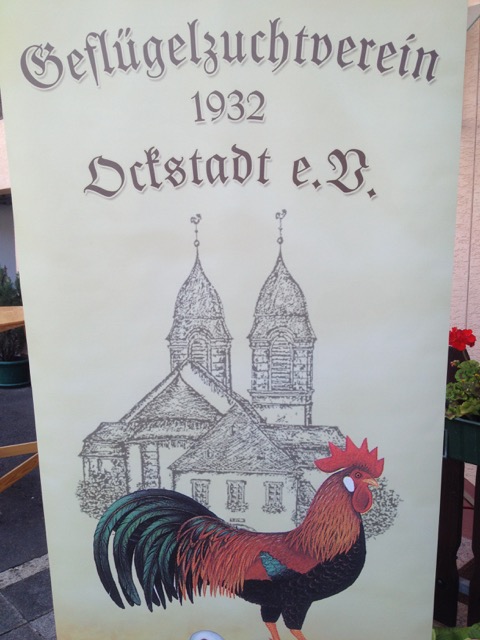 Geflügelzuchtverein
1932
Ockstadt e.V.